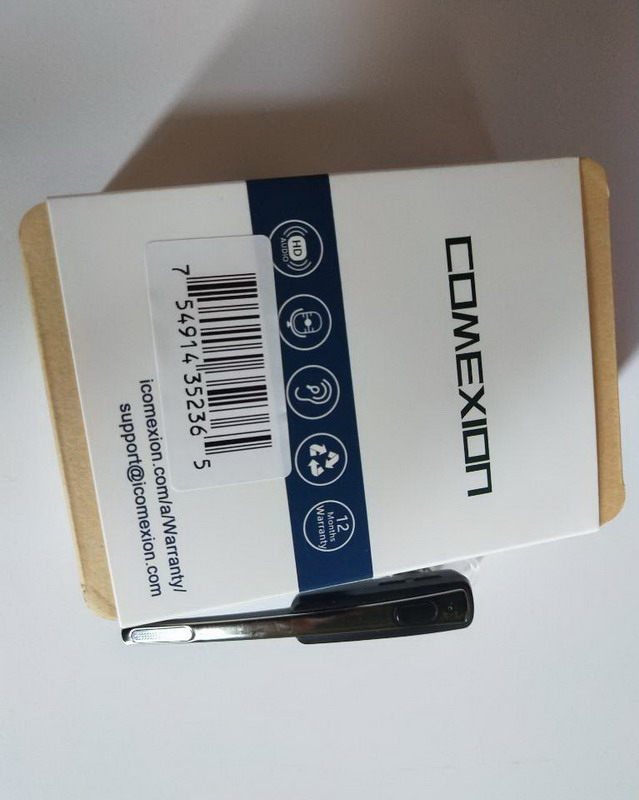 COMEXION
HD
AUDIO
12
Months
Warranty
7 54914 35236 5
icomexion.com/a/Warranty/
support@icomexion.com